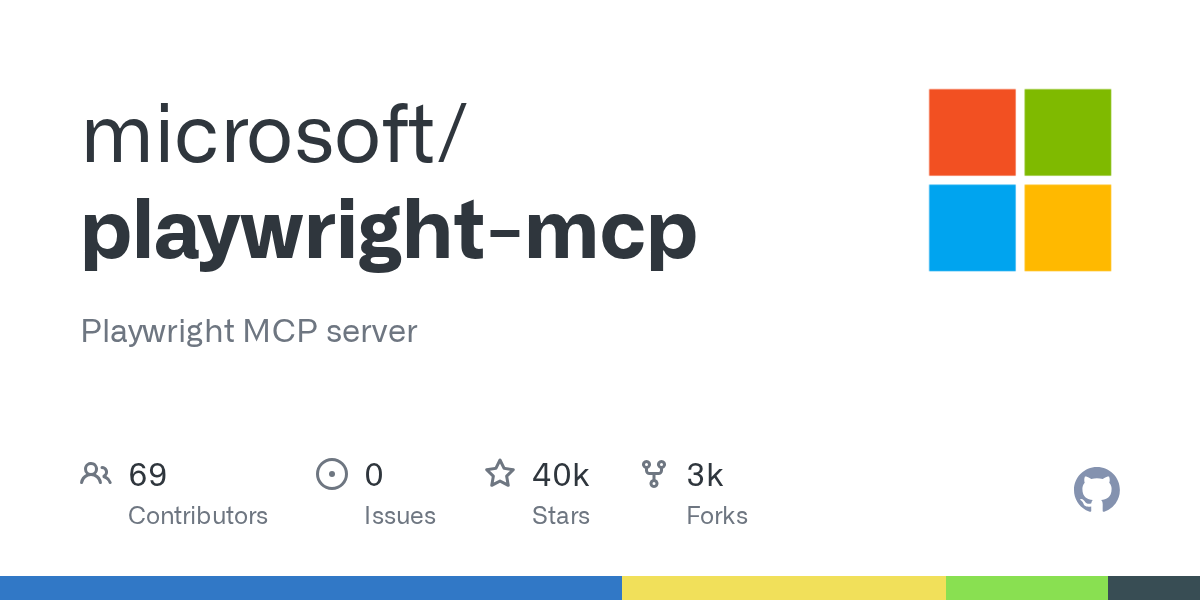 microsoft/
playwright-mcp
Playwright MCP server
69 0 40k 3k
Contributors Issues Stars Forks